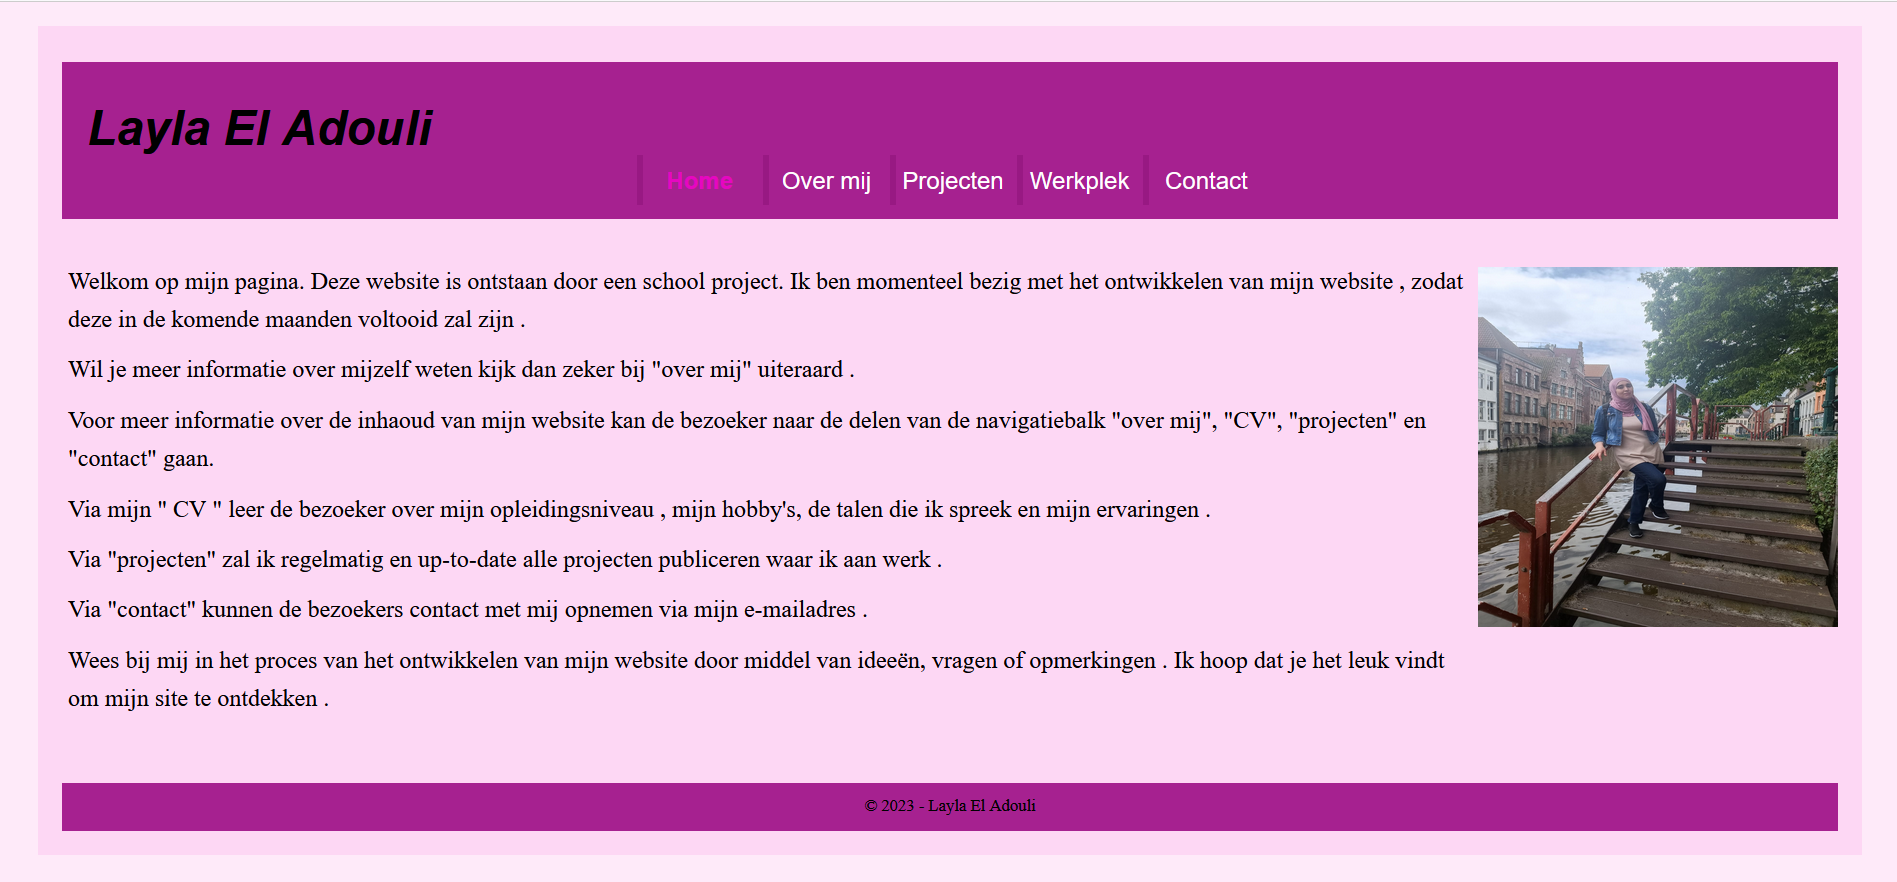 Layla El Adouli
Home Over mij Projecten Werkplek Contact
Welkom op mijn pagina. Deze website is ontstaan door een school project. Ik ben momenteel bezig met het ontwikkelen van mijn website , zodat
deze in de komende maanden voltooid zal zijn .
Wil je meer informatie over mijzelf weten kijk dan zeker bij "over mij" uiteraard .
Voor meer informatie over de inhaoud van mijn website kan de bezoeker naar de delen van de navigatiebalk "over mij", "CV", "projecten" en
"contact" gaan.
Via mijn " CV " leer de bezoeker over mijn opleidingsniveau , mijn hobby's, de talen die ik spreek en mijn ervaringen .
Via "projecten" zal ik regelmatig en up-to-date alle projecten publiceren waar ik aan werk .
Via "contact" kunnen de bezoekers contact met mij opnemen via mijn e-mailadres .
Wees bij mij in het proces van het ontwikkelen van mijn website door middel van ideeën, vragen of opmerkingen . Ik hoop dat je het leuk vindt
om mijn site te ontdekken .
© 2023 - Layla El Adouli